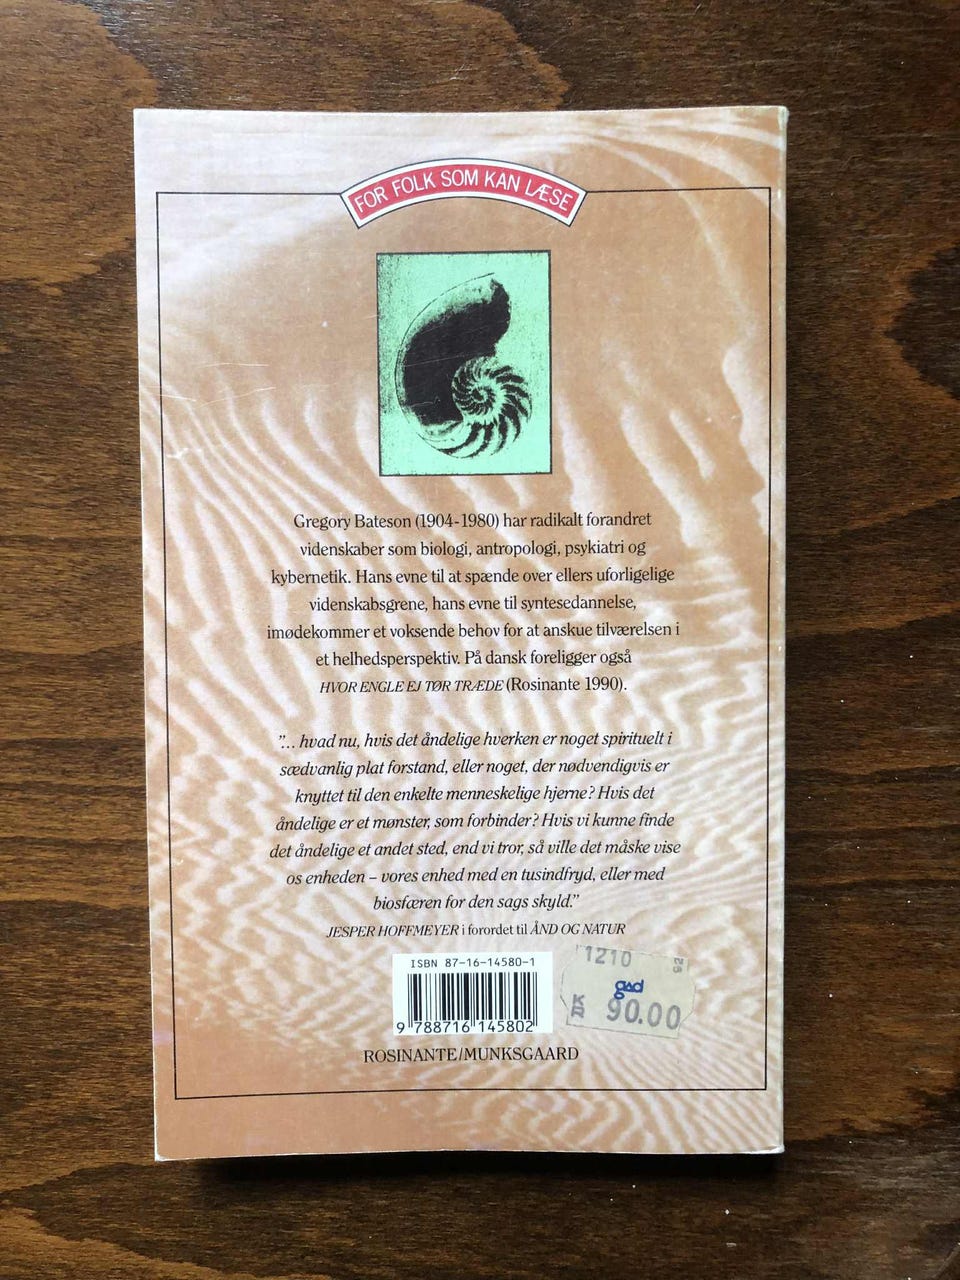 FOR FOLK SOM KAN LÆSE
Gregory Bateson (1904-1980) har radikalt forandret
videnskaber som biologi, antropologi, psykiatri og
kybernetik. Hans evne til at spænde over ellers uforligelige
videnskabsgrene, hans evne til syntesedannelse,
imødekommer et voksende behov for at anskue tilværelsen i
et helhedsperspektiv. På dansk foreligger også
HVOR ENGLE EJ TØR TRÆDE (Rosinante 1990).
”... hvad nu, hvis det åndelige hverken er noget spirituelt i
sædvanlig plat forstand, eller noget, der nødvendigvis er
knyttet til den enkelte menneskelige hjerne? Hvis det
åndelige er et mønster, som forbinder? Hvis vi kunne finde
det åndelige et andet sted, end vi tror, så ville det måske vise
os enheden – vores enhed med en tusindfryd, eller med
biosfæren for den sags skyld.”
JESPER HOFFMEYER i forordet til ÅND OG NATUR
ISBN 87-16-14580-1
9 788716 145802
1210
gad
KR 90.00
ROSINANTE/MUNKSGAARD